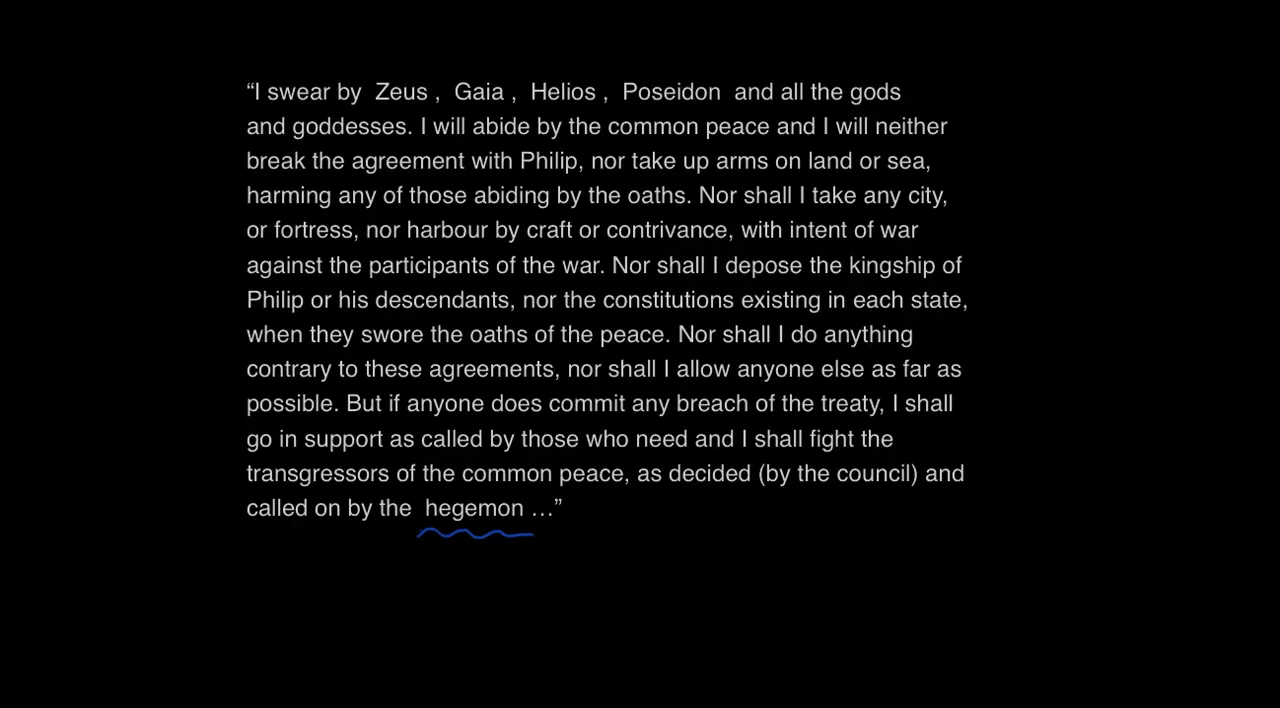 “I swear by Zeus , Gaia , Helios , Poseidon and all the gods
and goddesses. I will abide by the common peace and I will neither
break the agreement with Philip, nor take up arms on land or sea,
harming any of those abiding by the oaths. Nor shall I take any city,
or fortress, nor harbour by craft or contrivance, with intent of war
against the participants of the war. Nor shall I depose the kingship of
Philip or his descendants, nor the constitutions existing in each state,
when they swore the oaths of the peace. Nor shall I do anything
contrary to these agreements, nor shall I allow anyone else as far as
possible. But if anyone does commit any breach of the treaty, I shall
go in support as called by those who need and I shall fight the
transgressors of the common peace, as decided (by the council) and
called on by the hegemon …”